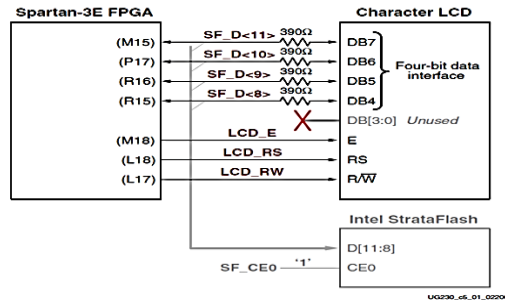 Spartan-3E FPGA Character LCD
(M15) SF_D<11> 390Ω DB7
(P17) SF_D<10> 390Ω DB6
Four-bit data
interface
(R16) SF_D<9> 390Ω DB5
(R15) SF_D<8> 390Ω DB4
DB[3:0] Unused
(M18) LCD_E E
(L18) LCD_RS RS
(L17) LCD_RW R/W
Intel StrataFlash
D[11:8]
SF_CE0 '1' CE0